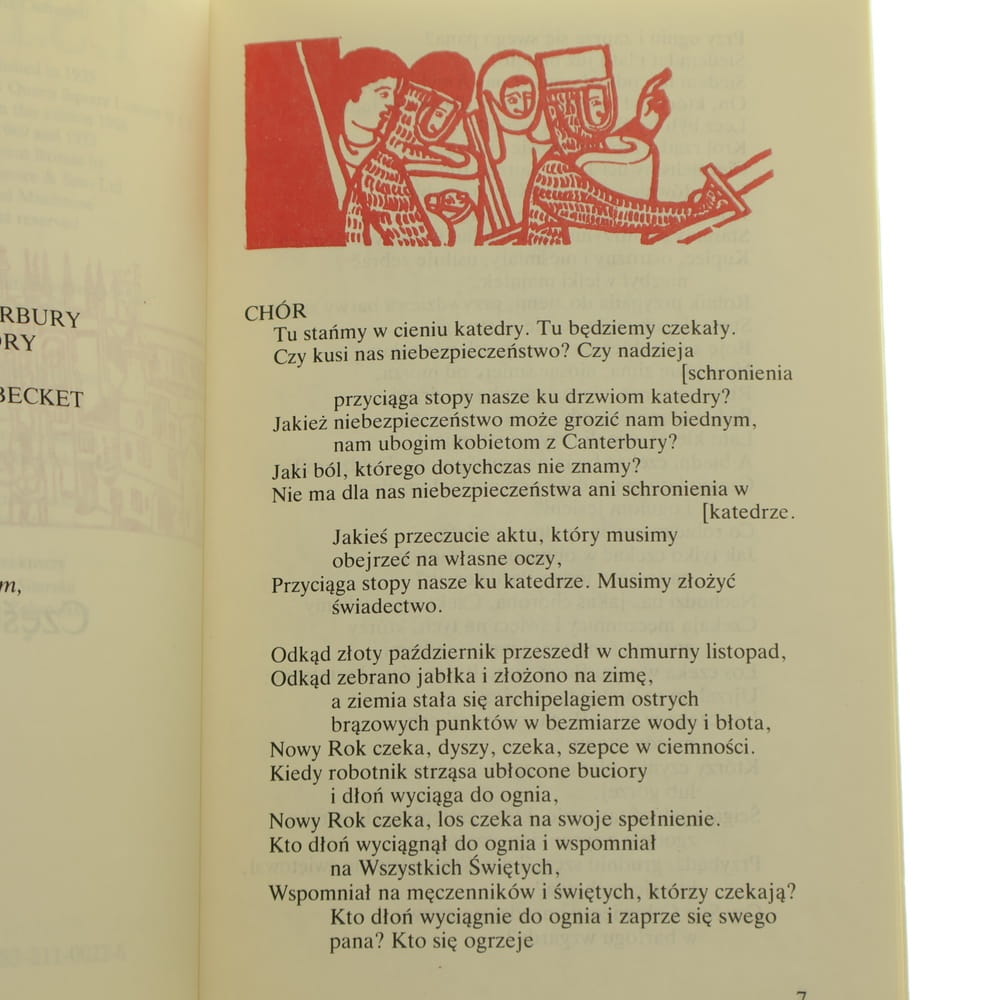 RBURY
ORY
BECKET
m,
CHÓR
Tu stańmy w cieniu katedry. Tu będziemy czekały.
Czy kusi nas niebezpieczeństwo? Czy nadzieja
[schronienia
przyciąga stopy nasze ku drzwiom katedry?
Jakież niebezpieczeństwo może grozić nam biednym,
nam ubogim kobietom z Canterbury?
Jaki ból, którego dotychczas nie znamy?
Nie ma dla nas niebezpieczeństwa ani schronienia w
[katedrze.
Jakieś przeczucie aktu, który musimy
obejrzeć na własne oczy,
Przyciąga stopy nasze ku katedrze. Musimy złożyć
świadectwo.
Odkąd złoty październik przeszedł w chmurny listopad,
Odkąd zebrano jabłka i złożono na zimę,
a ziemia stała się archipelagiem ostrych
brązowych punktów w bezmiarze wody i błota,
Nowy Rok czeka, dyszy, czeka, szepce w ciemności.
Kiedy robotnik strząsa ubłocone buciory
i dłoń wyciąga do ognia,
Nowy Rok czeka, los czeka na swoje spełnienie.
Kto dłoń wyciągnął do ognia i wspomniał
na Wszystkich Świętych,
Wspomniał na męczenników i świętych, którzy czekają?
Kto dłoń wyciągnie do ognia i zaprze się swego
pana? Kto się ogrzeje
7